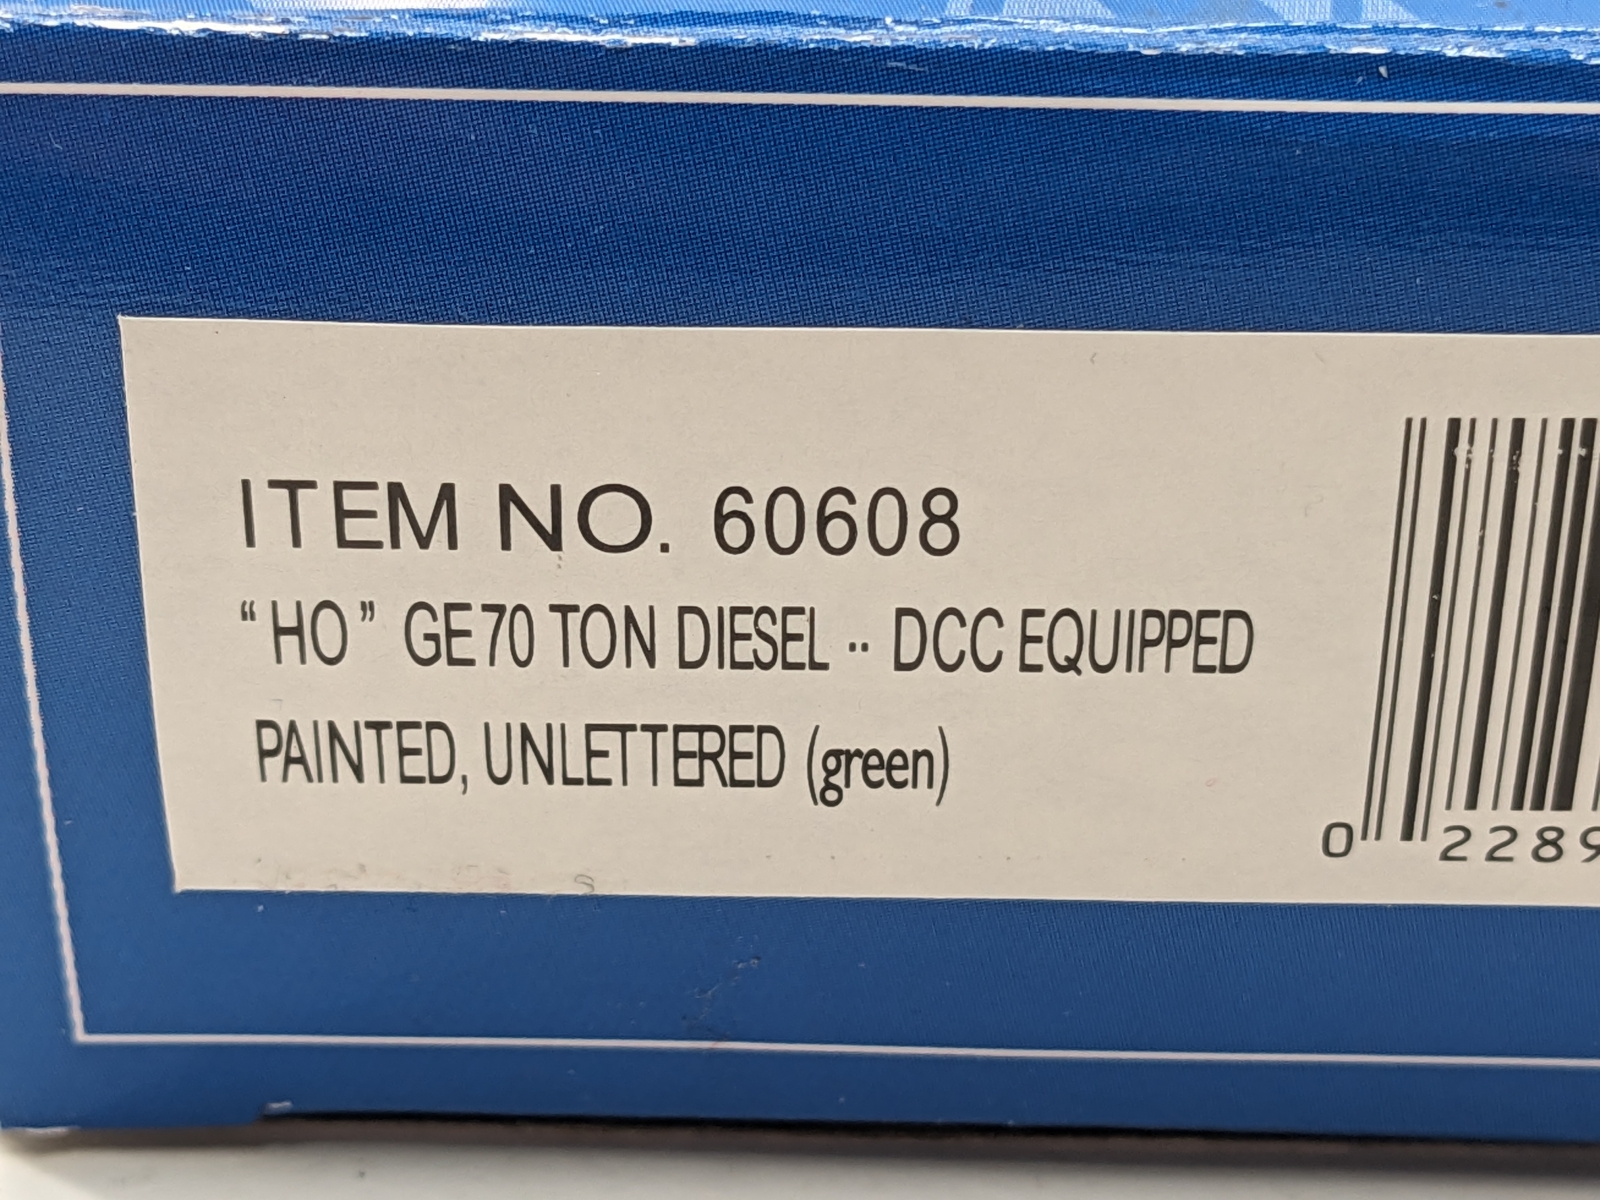 ITEM NO. 60608
“HO” GE70 TON DIESEL -- DCC EQUIPPED
PAINTED, UNLETTERED (green)
0 2289